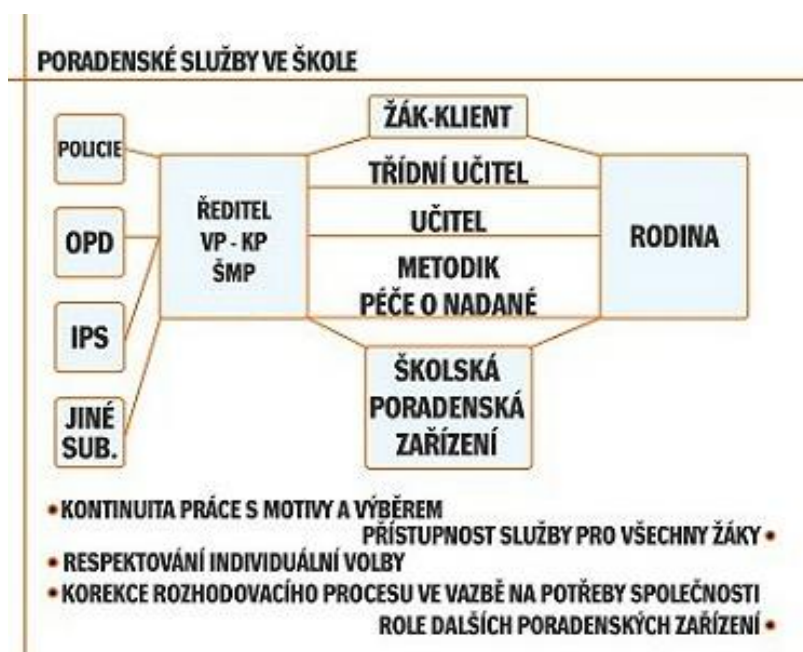 PORADENSKÉ SLUŽBY VE ŠKOLE
ŽÁK-KLIENT
POLICIE
TŘÍDNÍ UČITEL
ŘEDITEL
VP - KP
ŠMP
UČITEL
RODINA
OPD
METODIK
PÉČE O NADANÉ
IPS
ŠKOLSKÁ
PORADENSKÁ
ZAŘÍZENÍ
JINÉ
SUB.
• KONTINUITA PRÁCE S MOTIVY A VÝBĚREM
PŘÍSTUPNOST SLUŽBY PRO VŠECHNY ŽÁKY •
• RESPEKTOVÁNÍ INDIVIDUÁLNÍ VOLBY
• KOREKCE ROZHODOVACÍHO PROCESU VE VAZBĚ NA POTŘEBY SPOLEČNOSTI
ROLE DALŠÍCH PORADENSKÝCH ZAŘÍZENÍ •